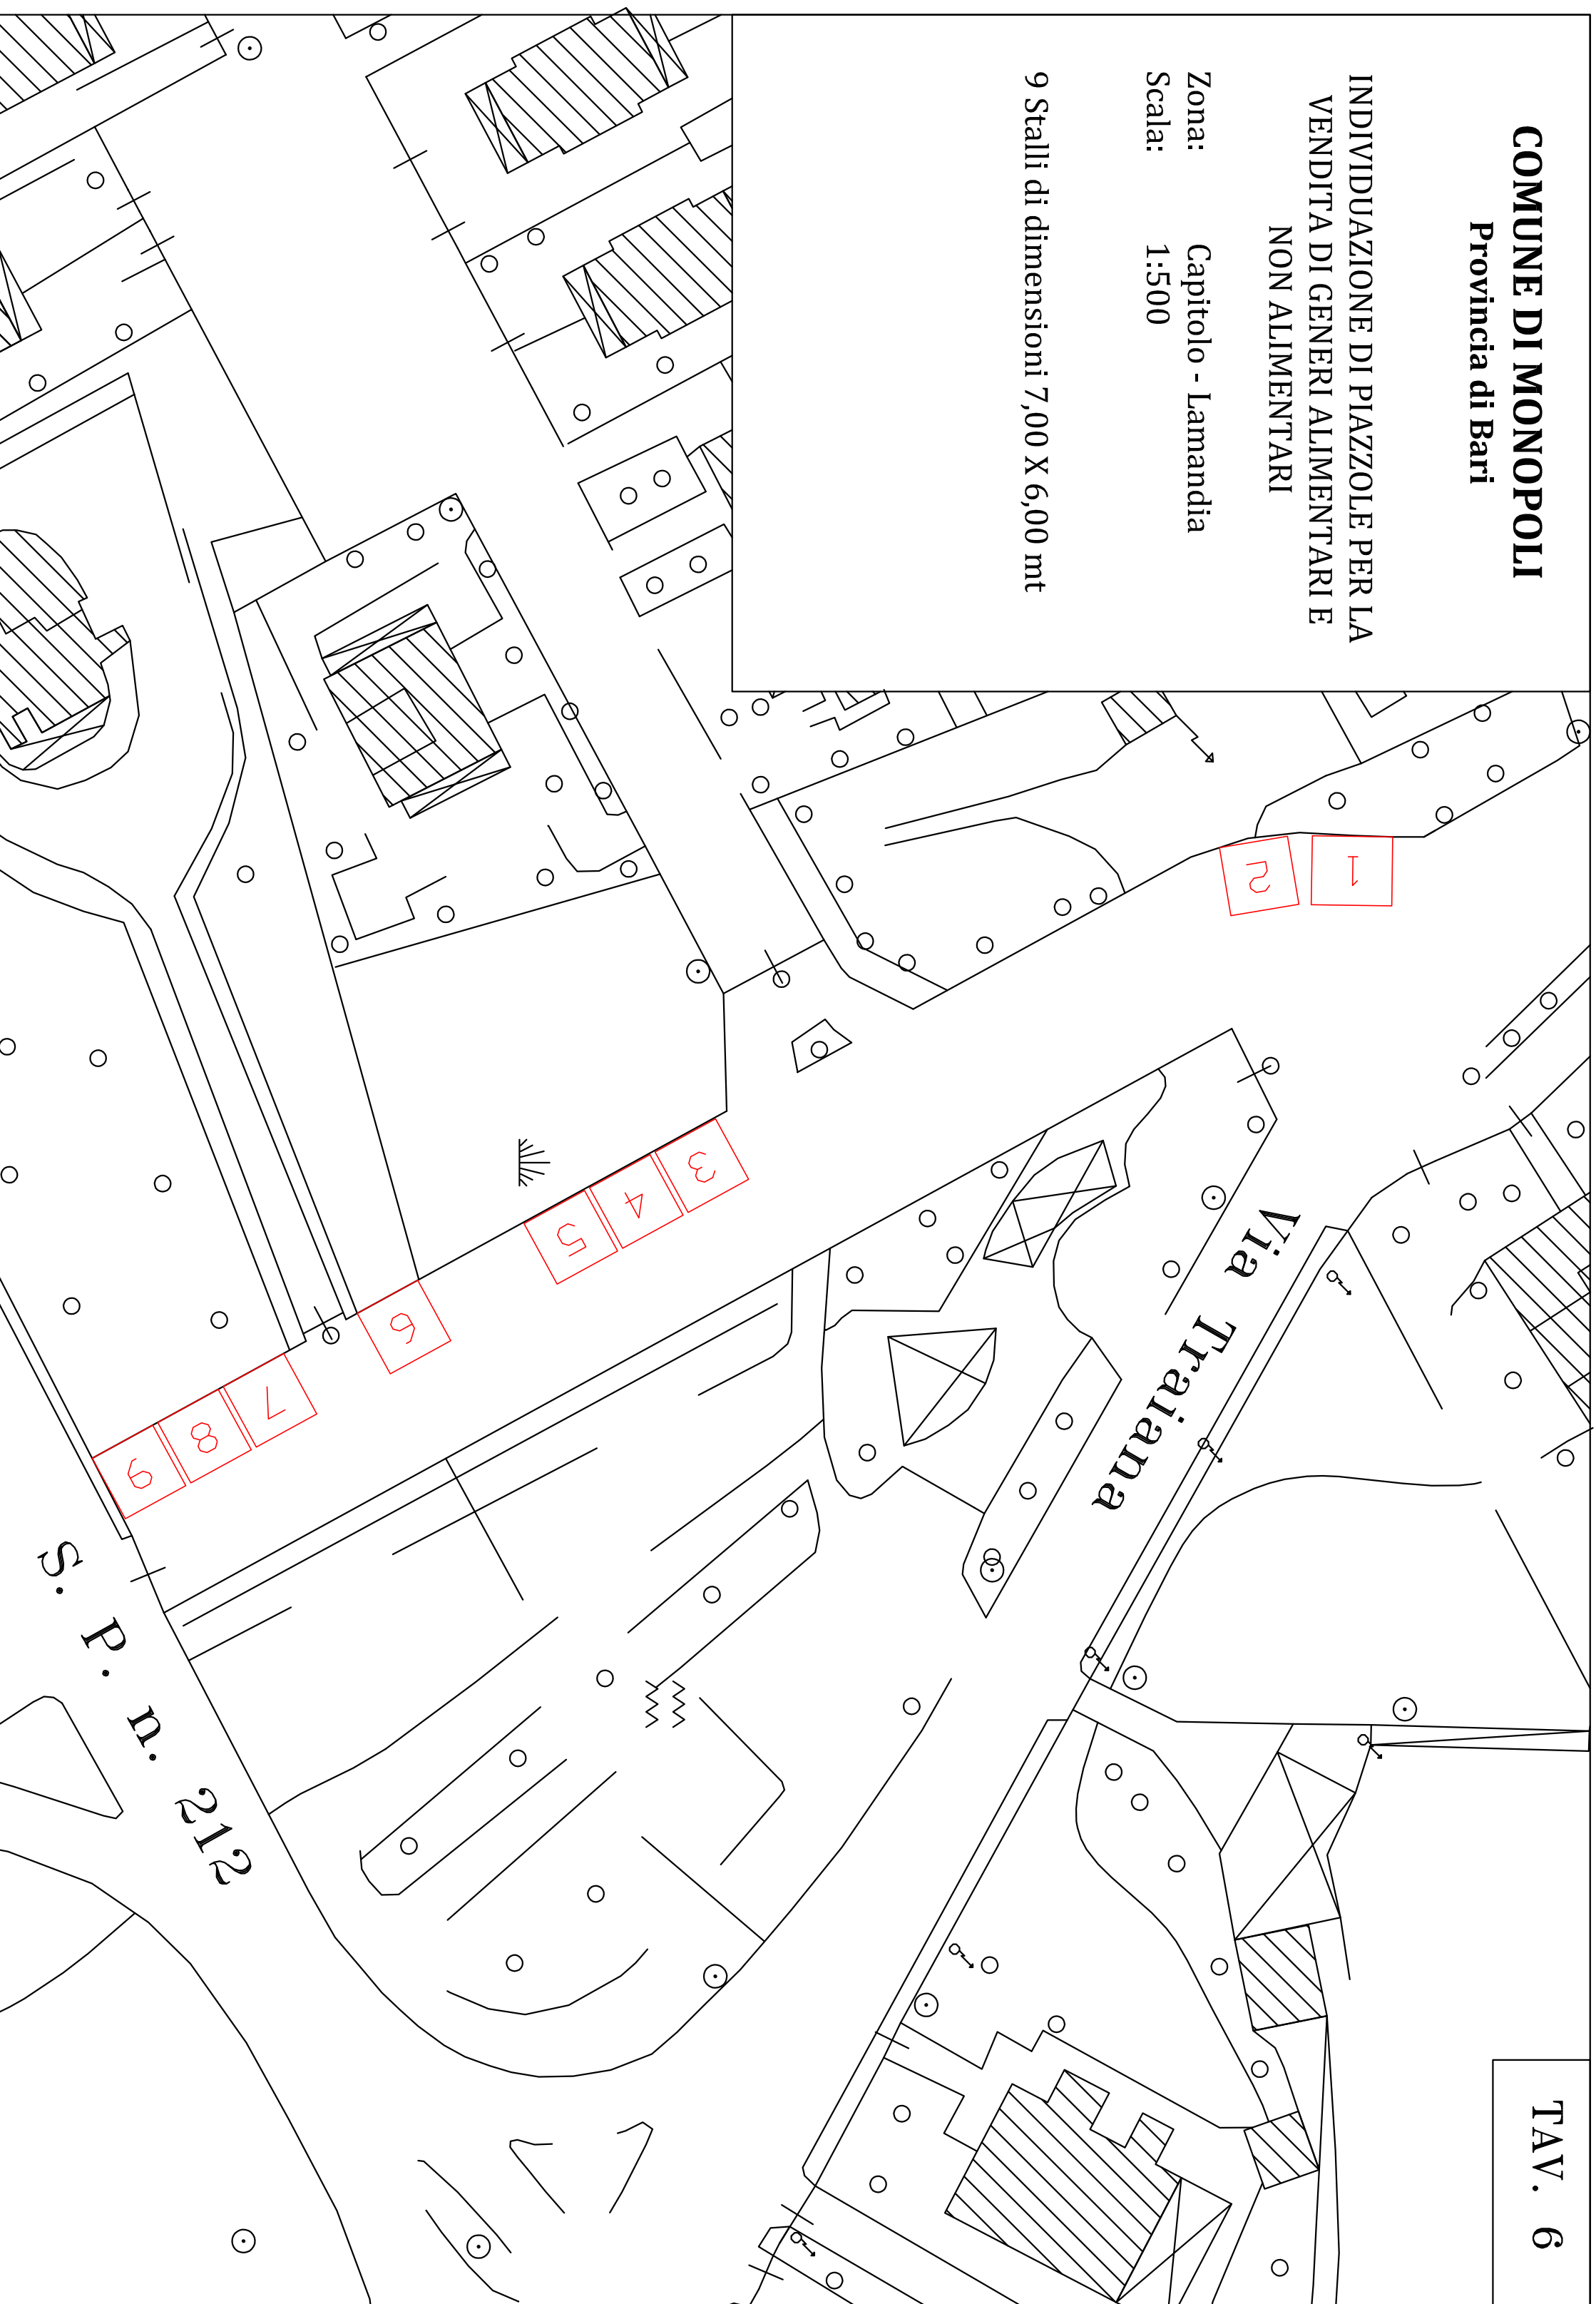 COMUNE DI MONOPOLI
Provincia di Bari
INDIVIDUAZIONE DI PIAZZOLE PER LA
VENDITA DI GENERI ALIMENTARI E
NON ALIMENTARI
Zona: Capitolo - Lamandia
Scala: 1:500
9 Stalli di dimensioni 7,00 X 6,00 mt
1
2
3
4
5
6
7
8
9
Via Traiana
S. P. n. 212
TAV. 6